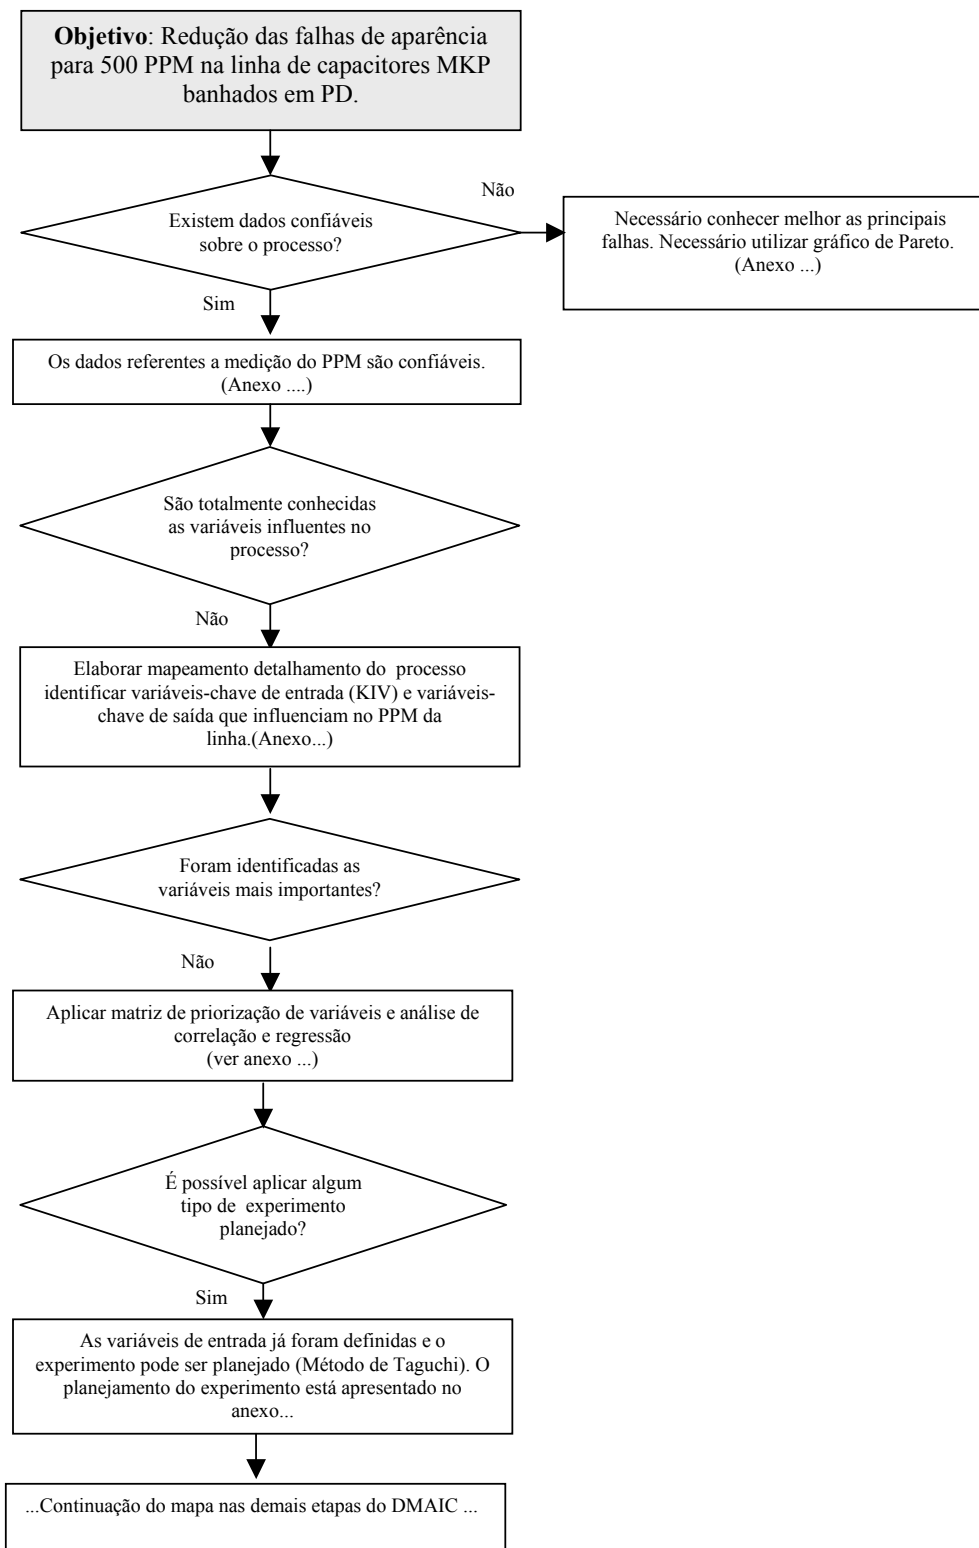 Objetivo: Redução das falhas de aparência
para 500 PPM na linha de capacitores MKP
banhados em PD.
Não
Existem dados confiáveis
sobre o processo?
Necessário conhecer melhor as principais
falhas. Necessário utilizar gráfico de Pareto.
(Anexo ...)
Sim
Os dados referentes a medição do PPM são confiáveis.
(Anexo ....)
São totalmente conhecidas
as variáveis influentes no
processo?
Não
Elaborar mapeamento detalhamento do processo
identificar variáveis-chave de entrada (KIV) e variáveis-
chave de saída que influenciam no PPM da
linha.(Anexo...)
Foram identificadas as
variáveis mais importantes?
Não
Aplicar matriz de priorização de variáveis e análise de
correlação e regressão
(ver anexo ...)
É possível aplicar algum
tipo de experimento
planejado?
Sim
As variáveis de entrada já foram definidas e o
experimento pode ser planejado (Método de Taguchi). O
planejamento do experimento está apresentado no
anexo...
...Continuação do mapa nas demais etapas do DMAIC ...